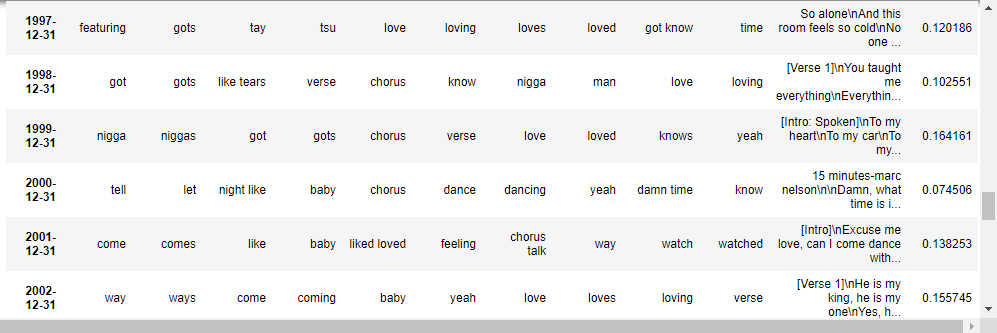 1997-12-31 featuring gots tay tsu love loving loves loved got know time So alone\nAnd this room feels so cold\nNo one ... 0.120186
1998-12-31 got gots like tears verse chorus know nigga man love loving [Verse 1]\nYou taught me everything\nEverythin... 0.102551
1999-12-31 nigga niggas got gots chorus verse love loved knows yeah [Intro: Spoken]\nTo my heart\nTo my car\nTo my... 0.164161
2000-12-31 tell let night like baby chorus dance dancing yeah damn time know 15 minutes-marc nelson\n\nDamn, what time is i... 0.074506
2001-12-31 come comes like baby liked loved feeling chorus talk way watch watched [Intro]\nExcuse me love, can I come dance with... 0.138253
2002-12-31 way ways come coming baby yeah love loves loving verse [Verse 1]\nHe is my king, he is my one\nYes, h... 0.155745